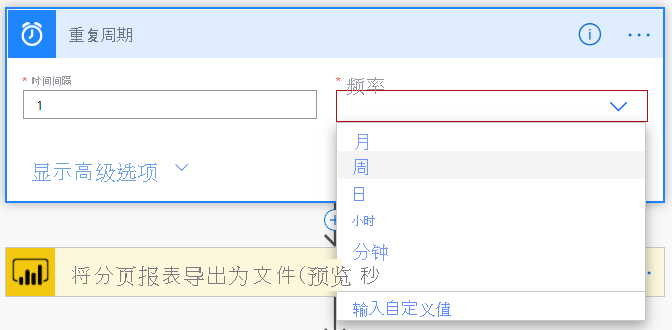 重复周期
* 时间间隔
* 频率
1
月
显示高级选项
周
日
小时
分钟
将分页报表导出为文件(预览 秒
输入自定义值